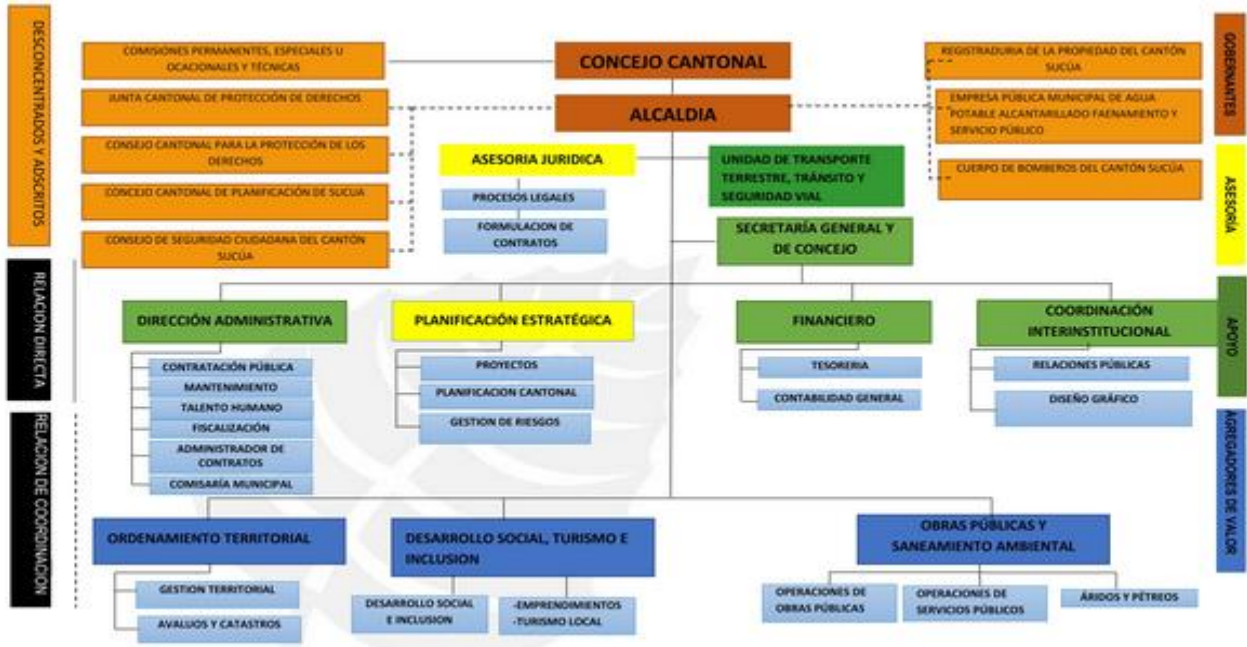 DESCONCENTRADOS Y ADSCRITOS
RELACION DIRECTA
RELACION DE COORDINACION
COMISIONES PERMANENTES, ESPECIALES U
OCACIONALES Y TÉCNICAS
JUNTA CANTONAL DE PROTECCIÓN DE DERECHOS
CONSEJO CANTONAL PARA LA PROTECCIÓN DE LOS
DERECHOS
CONCEJO CANTONAL DE PLANIFICACIÓN DE SUCUA
CONSEJO DE SEGURIDAD CIUDADANA DEL CANTÓN
SUCÚA
CONCEJO CANTONAL
ALCALDIA
ASESORIA JURIDICA
PROCESOS LEGALES
FORMULACION DE
CONTRATOS
UNIDAD DE TRANSPORTE
TERRESTRE, TRÁNSITO Y
SEGURIDAD VIAL
SECRETARÍA GENERAL Y
DE CONCEJO
REGISTRADURIA DE LA PROPIEDAD DEL CANTÓN
SUCÚA
EMPRESA PÚBLICA MUNICIPAL DE AGUA
POTABLE ALCANTARILLADO FAENAMIENTO Y
SERVICIO PÚBLICO
CUERPO DE BOMBEROS DEL CANTÓN SUCÚA
GOBERNANTES
ASESORÍA
APOYO
AGREGADORES DE VALOR
DIRECCIÓN ADMINISTRATIVA
CONTRATACIÓN PÚBLICA
MANTENIMIENTO
TALENTO HUMANO
FISCALIZACIÓN
ADMINISTRADOR DE
CONTRATOS
COMISARÍA MUNICIPAL
PLANIFICACIÓN ESTRATÉGICA
PROYECTOS
PLANIFICACION CANTONAL
GESTION DE RIESGOS
FINANCIERO
TESORERIA
CONTABILIDAD GENERAL
COORDINACIÓN
INTERINSTITUCIONAL
RELACIONES PÚBLICAS
DISEÑO GRÁFICO
ORDENAMIENTO TERRITORIAL
GESTION TERRITORIAL
AVALUOS Y CATASTROS
DESARROLLO SOCIAL, TURISMO E
INCLUSION
DESARROLLO SOCIAL
E INCLUSION
-EMPRENDIMIENTOS
-TURISMO LOCAL
OBRAS PÚBLICAS Y
SANEAMIENTO AMBIENTAL
OPERACIONES DE
OBRAS PÚBLICAS
OPERACIONES DE
SERVICIOS PÚBLICOS
ÁRIDOS Y PÉTREOS